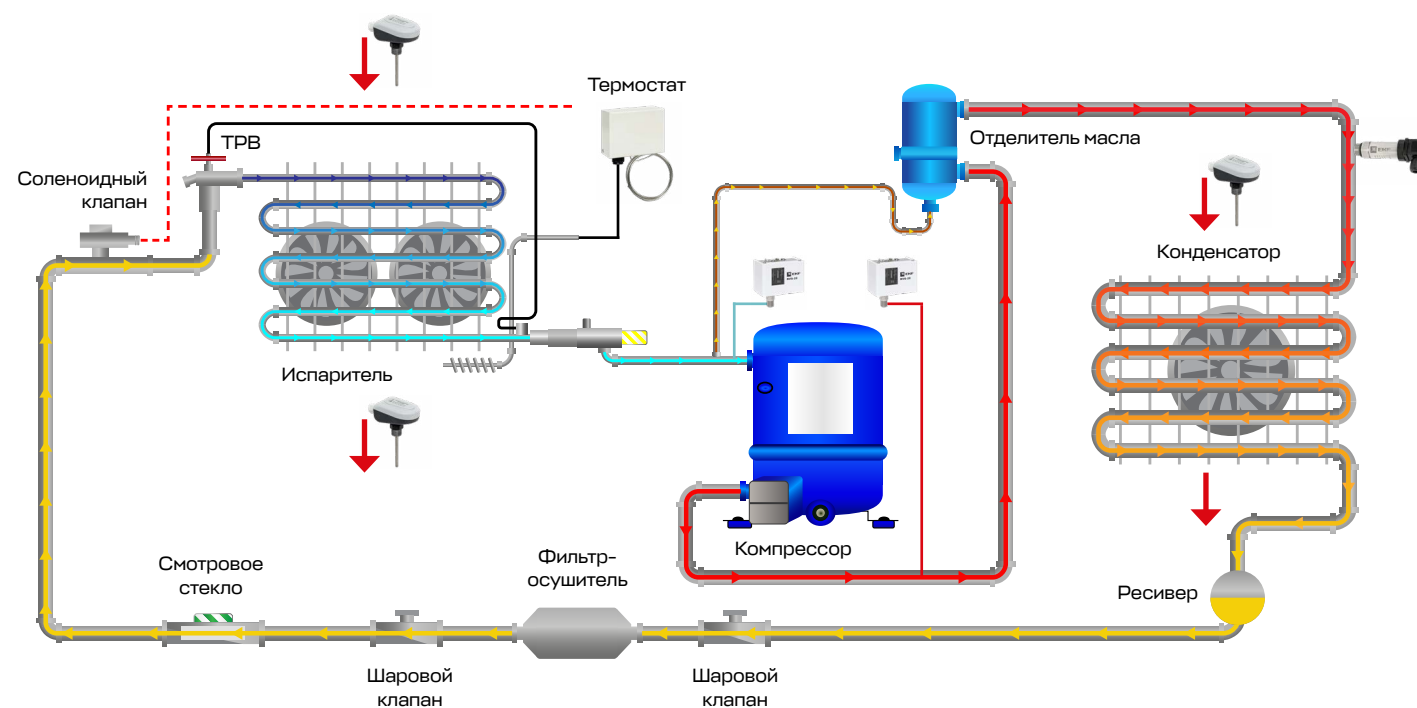 Термостат
ТРВ
Отделитель масла
Соленоидный
клапан
Конденсатор
Испаритель
Компрессор
Смотровое
стекло
Фильтр-
осушитель
Ресивер
Шаровой
клапан
Шаровой
клапан